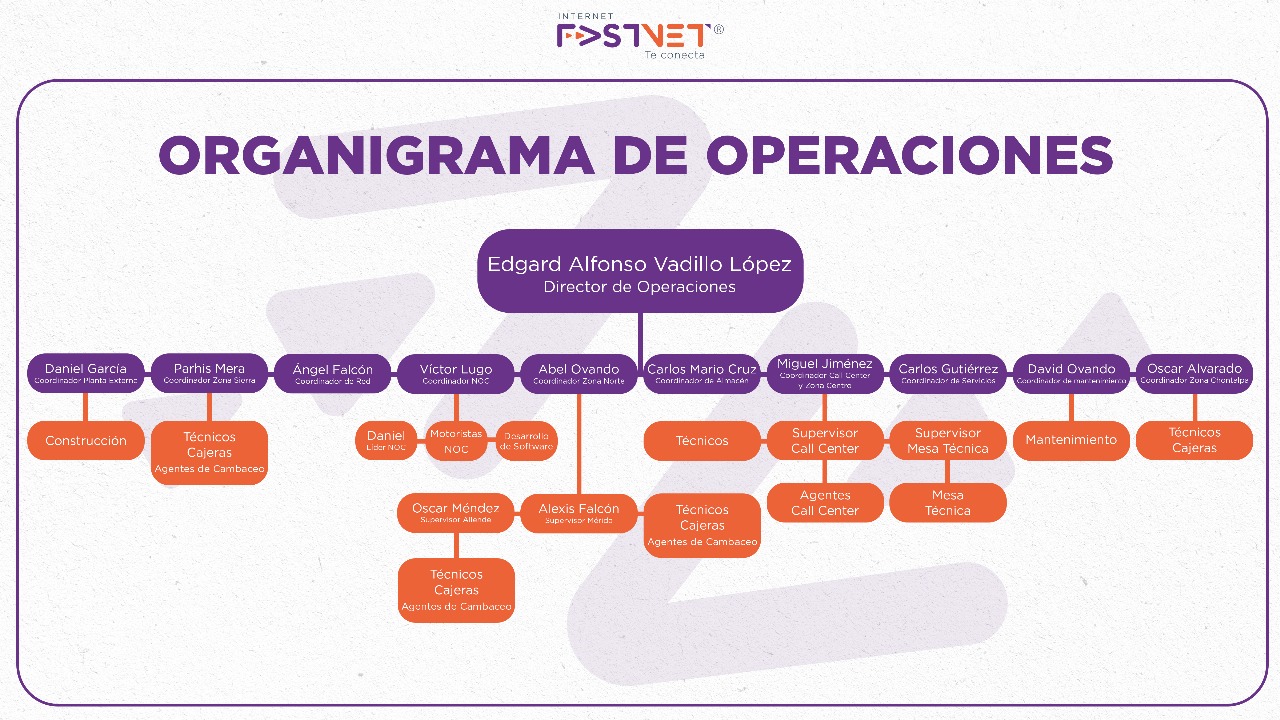 INTERNET
FASTNET®
Te conecta
ORGANIGRAMA DE OPERACIONES
Edgard Alfonso Vadillo López
Director de Operaciones
Daniel García
Coordinador Planta Externa
Parhis Mera
Coordinador Zona Sierra
Ángel Falcón
Coordinador de Red
Víctor Lugo
Coordinador NOC
Abel Ovando
Coordinador Zona Norte
Carlos Mario Cruz
Coordinador de Almacén
Miguel Jiménez
Coordinador Call Center
y Zona Centro
Carlos Gutiérrez
Coordinador de Servicios
David Ovando
Coordinador de mantenimiento
Oscar Alvarado
Coordinador Zona Chontalpa
Construcción
Técnicos
Cajeras
Agentes de Cambaceo
Daniel
Líder NOC
Motoristas
NOC
Desarrollo
de Software
Técnicos
Supervisor
Call Center
Supervisor
Mesa Técnica
Mantenimiento
Técnicos
Cajeras
Oscar Méndez
Supervisor Allende
Alexis Falcón
Supervisor Mérida
Técnicos
Cajeras
Agentes de Cambaceo
Agentes
Call Center
Mesa
Técnica
Técnicos
Cajeras
Agentes de Cambaceo